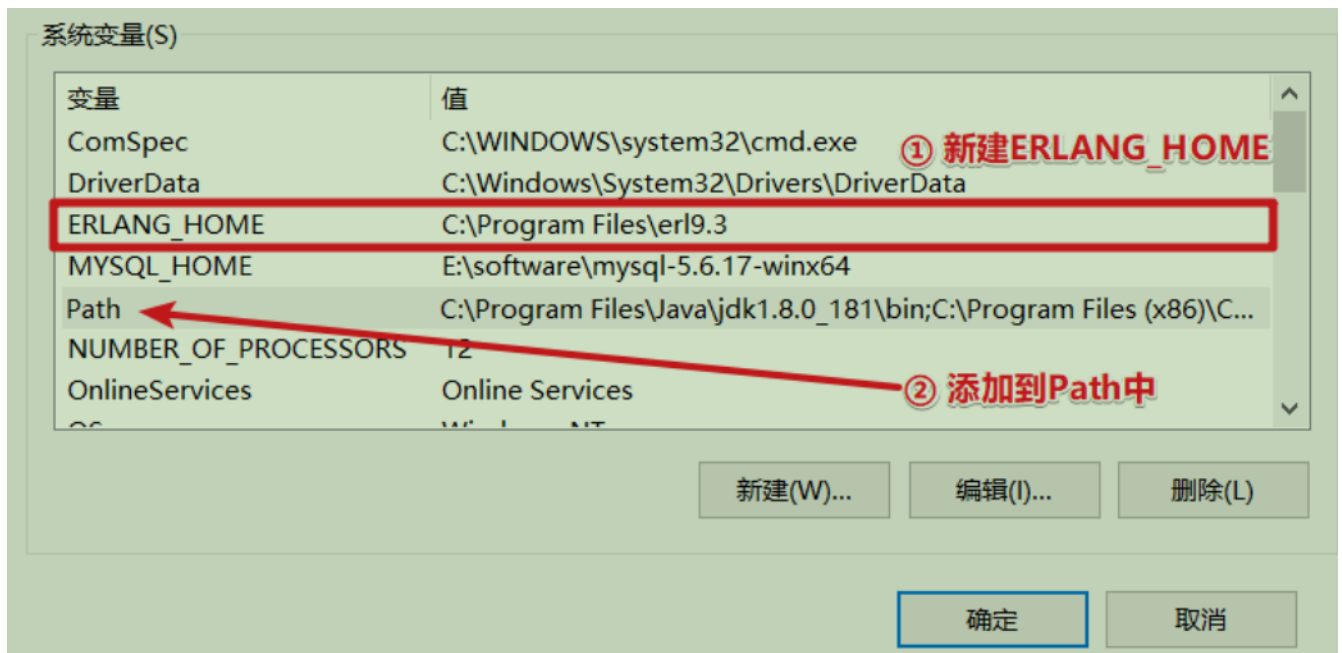 系统变量(S)
变量 值
ComSpec C:\WINDOWS\system32\cmd.exe
① 新建ERLANG_HOME
DriverData C:\Windows\System32\Drivers\DriverData
ERLANG_HOME C:\Program Files\erl9.3
MYSQL_HOME E:\software\mysql-5.6.17-winx64
Path C:\Program Files\Java\jdk1.8.0_181\bin;C:\Program Files (x86)\C...
NUMBER_OF_PROCESSORS 12
OnlineServices Online Services
② 添加到Path中
新建(W)... 编辑(I)... 删除(L)
确定 取消